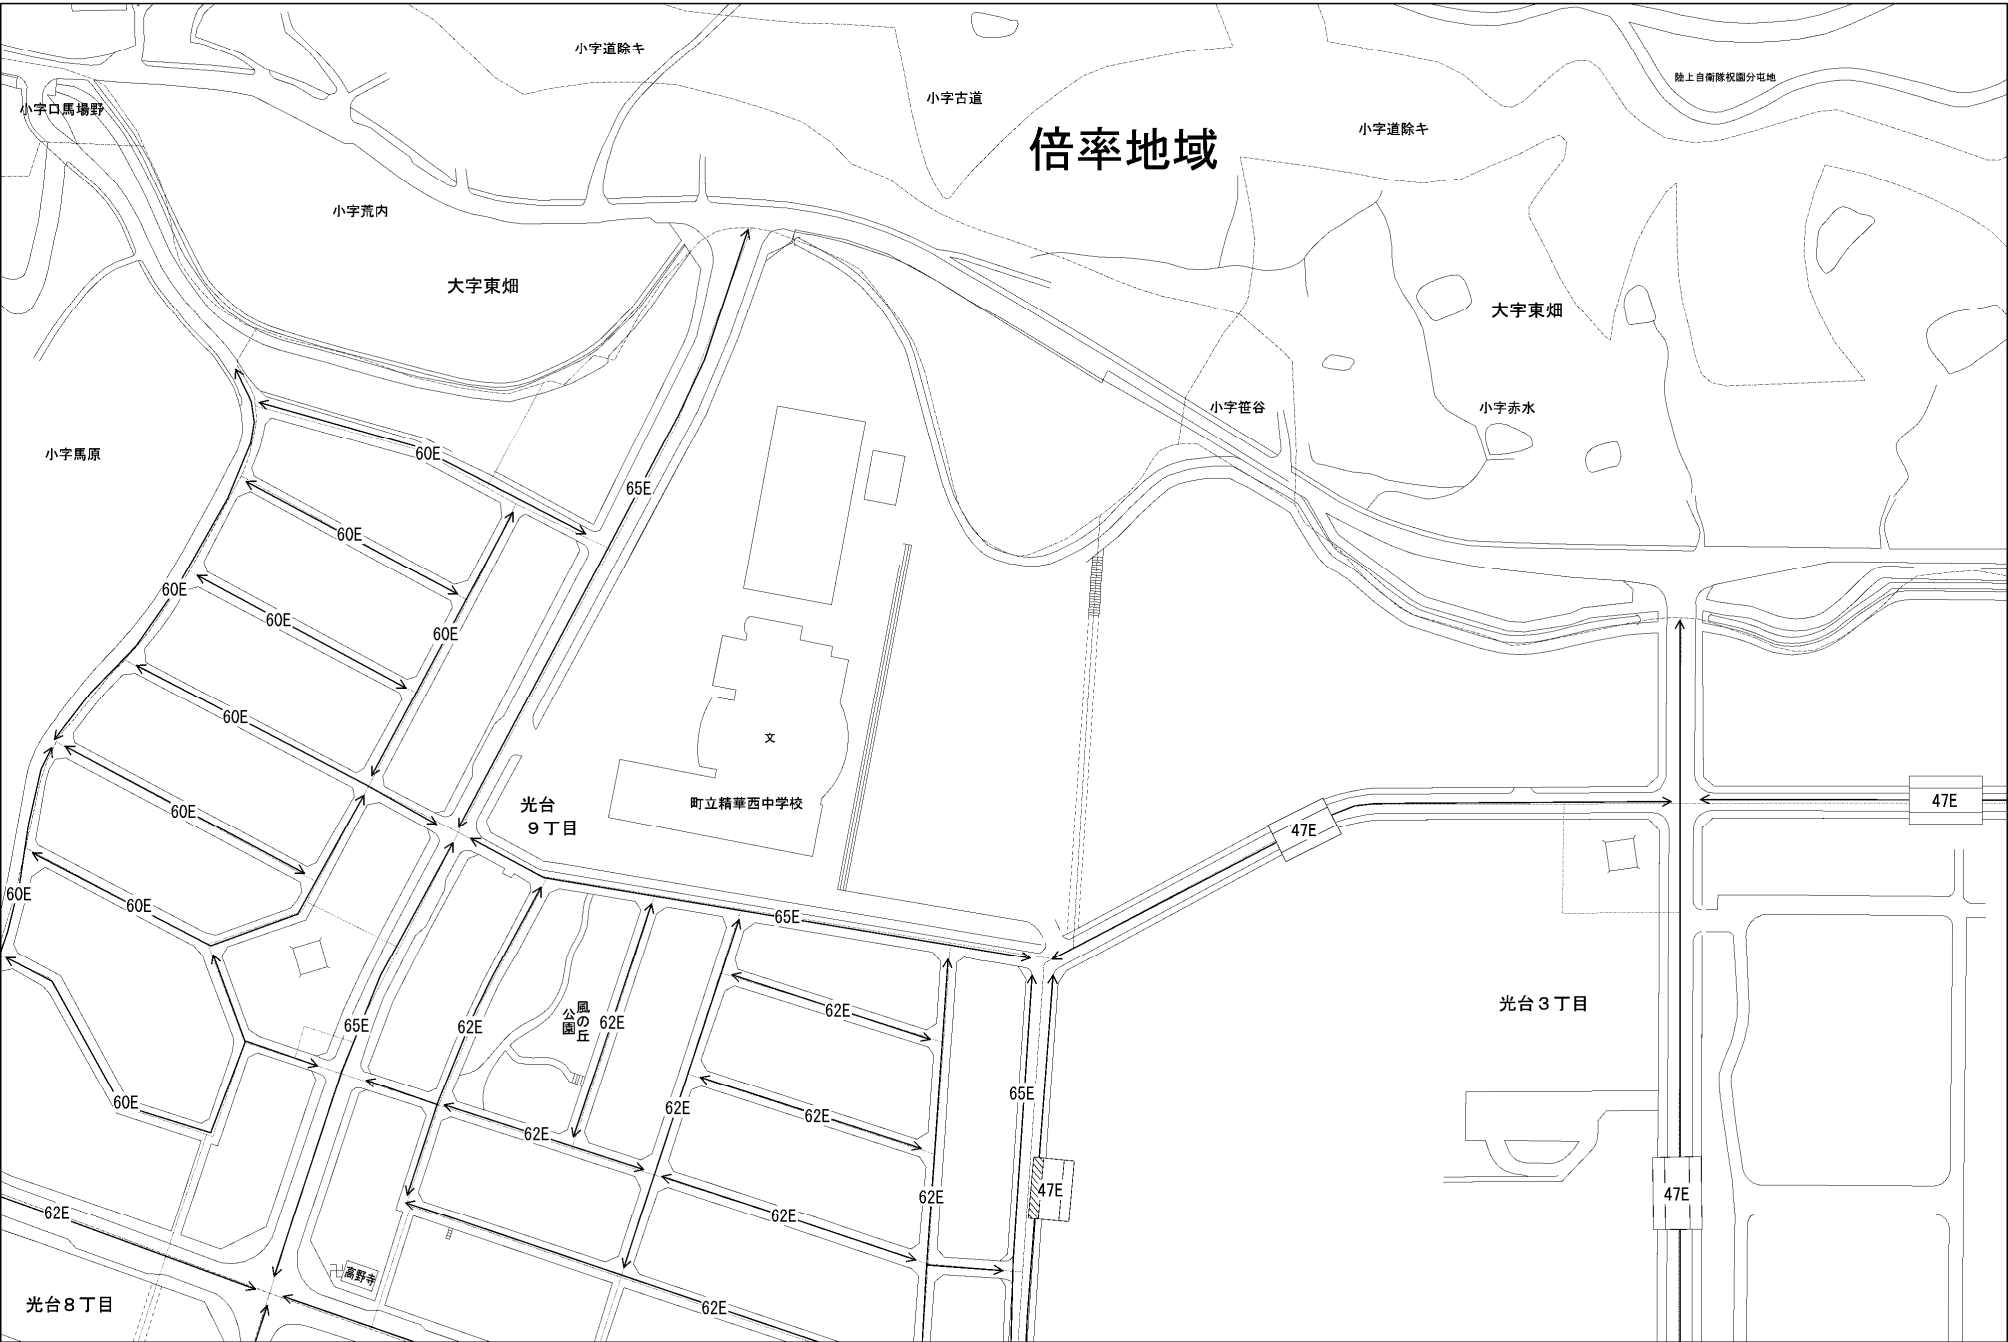 小字道除キ
陸上自衛隊祝園分屯地
小字古道
小字口馬場野
小字道除キ
倍率地域
小字荒内
大字東畑
大字東畑
小字笹谷
小字赤水
小字馬原
60E
65E
60E
60E
60E
60E
60E
文
町立精華西中学校
光台
９丁目
47E
47E
60E
60E
60E
65E
風の丘
公園
62E
62E
62E
65E
光台３丁目
65E
60E
62E
62E
62E
47E
47E
62E
62E
62E
高野寺
光台８丁目
62E